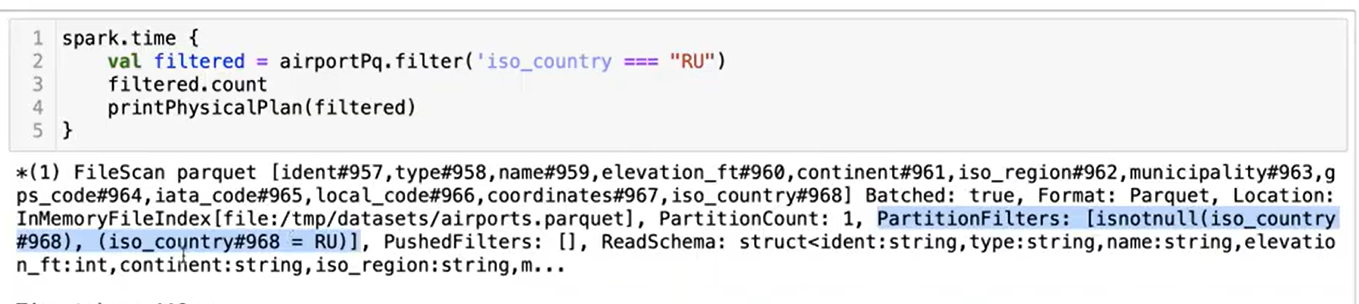 1 spark.time {
2 val filtered = airportPq.filter('iso_country === "RU")
3 filtered.count
4 printPhysicalPlan(filtered)
5 }
*(1) FileScan parquet [ident#957,type#958,name#959,elevation_ft#960,continent#961,iso_region#962,municipality#963,g
ps_code#964,iata_code#965,local_code#966,coordinates#967,iso_country#968] Batched: true, Format: Parquet, Location:
InMemoryFileIndex[file:/tmp/datasets/airports.parquet], PartitionCount: 1, PartitionFilters: [isnotnull(iso_country
#968), (iso_country#968 = RU)], PushedFilters: [], ReadSchema: struct<ident:string,type:string,name:string,elevatio
n_ft:int,continent:string,iso_region:string,m...